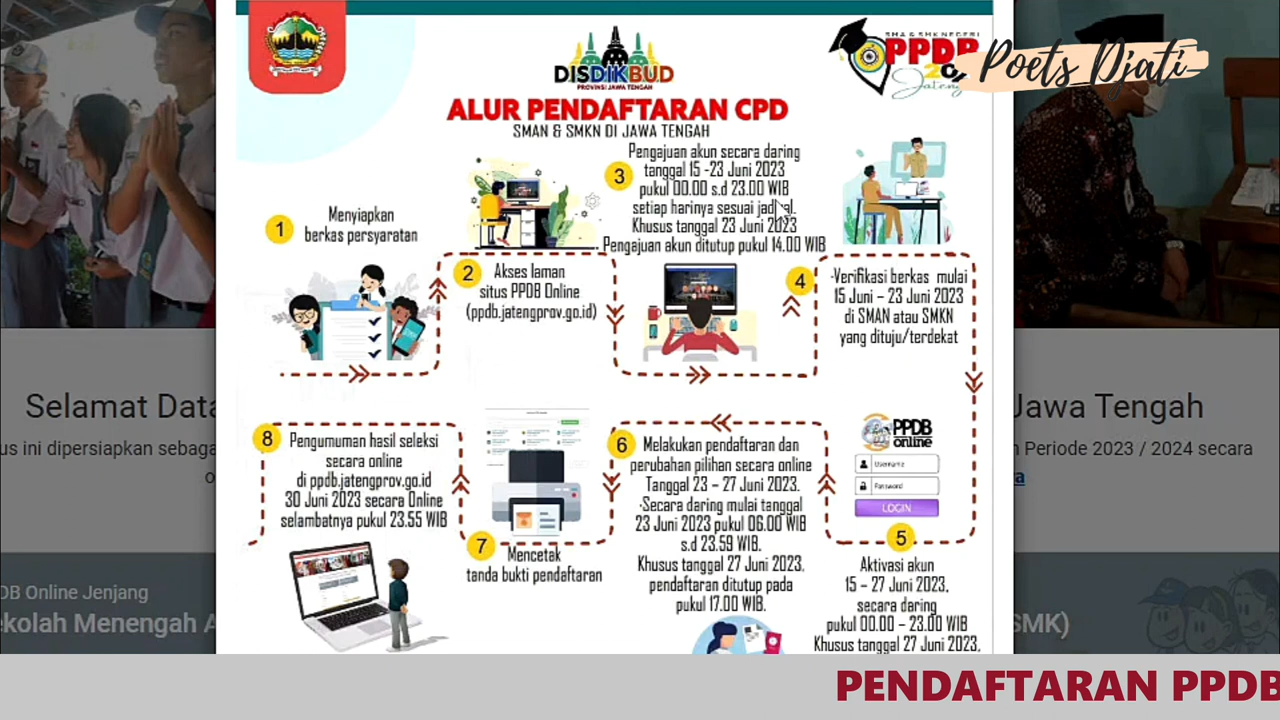 DISDIKBUD
PROVINSI JAWA TENGAH
SMA & SMK NEGERI
PPDB
Jateng
Poets Djati
ALUR PENDAFTARAN CPD
SMAN & SMKN DI JAWA TENGAH
1
Menyiapkan
berkas persyaratan
2
Akses laman
situs PPDB Online
(ppdb.jatengprov.go.id)
3
Pengajuan akun secara daring
tanggal 15 -23 Juni 2023
pukul 00.00 s.d 23.00 WIB
setiap harinya sesuai jadwal.
Khusus tanggal 23 Juni 2023
Pengajuan akun ditutup pukul 14.00 WIB
4
-Verifikasi berkas mulai
15 Juni – 23 Juni 2023
di SMAN atau SMKN
yang dituju/terdekat
PPDB
online
Username
Password
LOGIN
5
Aktivasi akun
15 – 27 Juni 2023,
secara daring
pukul 00.00 – 23.00 WIB
Khusus tanggal 27 Juni 2023,
6
Melakukan pendaftaran dan
perubahan pilihan secara online
Tanggal 23 – 27 Juni 2023.
-Secara daring mulai tanggal
23 Juni 2023 pukul 06.00 WIB
s.d 23.59 WIB.
Khusus tanggal 27 Juni 2023,
pendaftaran ditutup pada
pukul 17.00 WIB.
7
Mencetak
tanda bukti pendaftaran
8
Pengumuman hasil seleksi
secara online
di ppdb.jatengprov.go.id
30 Juni 2023 secara Online
selambatnya pukul 23.55 WIB
Selamat Data
Jawa Tengah
us ini dipersiapkan sebaga
n Periode 2023 / 2024 secara
DB Online Jenjang
ekolah Menengah A
SMK)
PENDAFTARAN PPDB